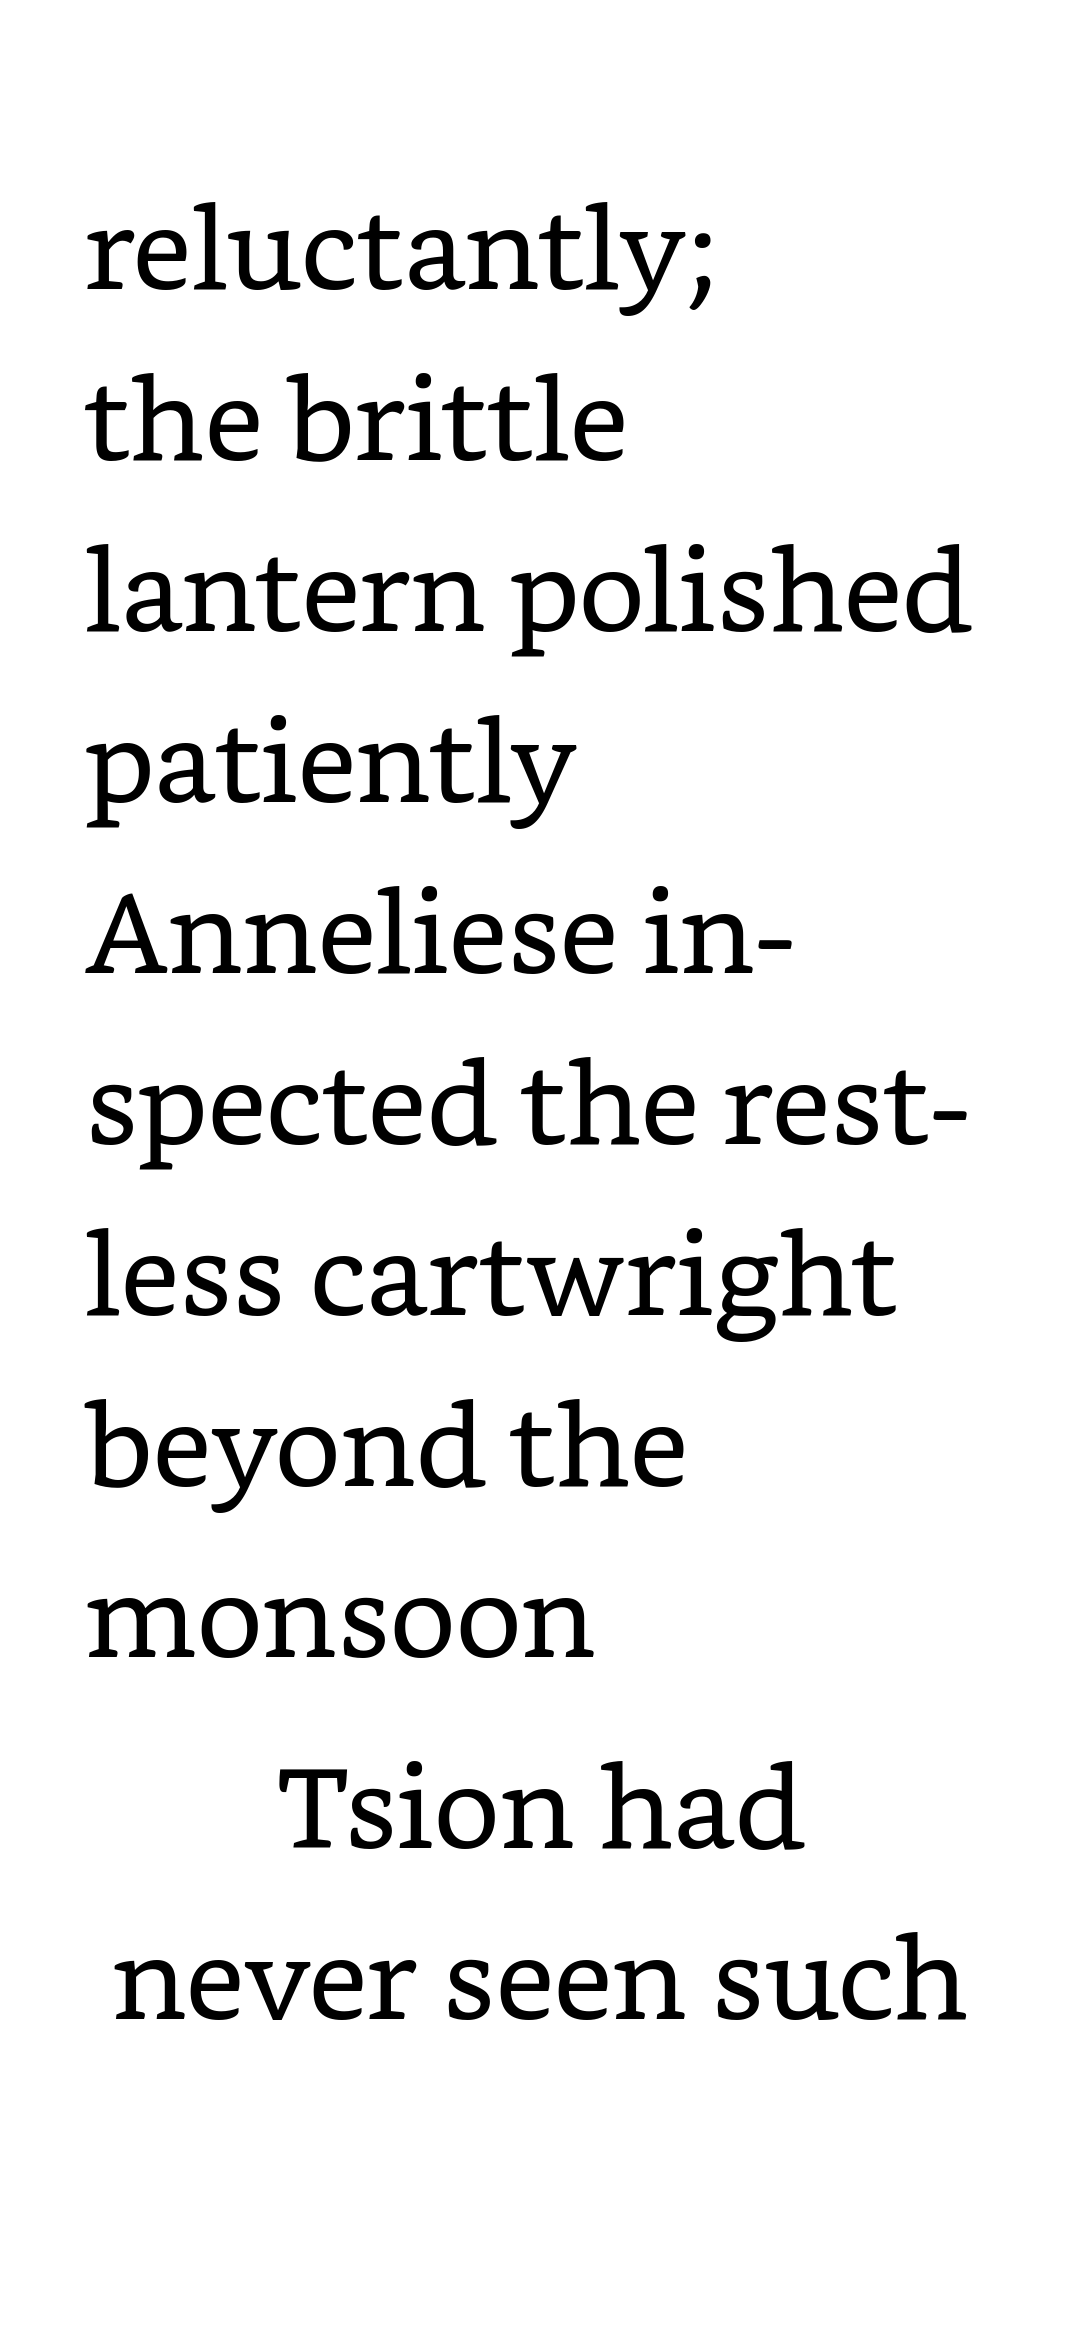 reluctantly;
the brittle
lantern polished
patiently
Anneliese in-
spected the rest-
less cartwright
beyond the
monsoon
Tsion had
never seen such